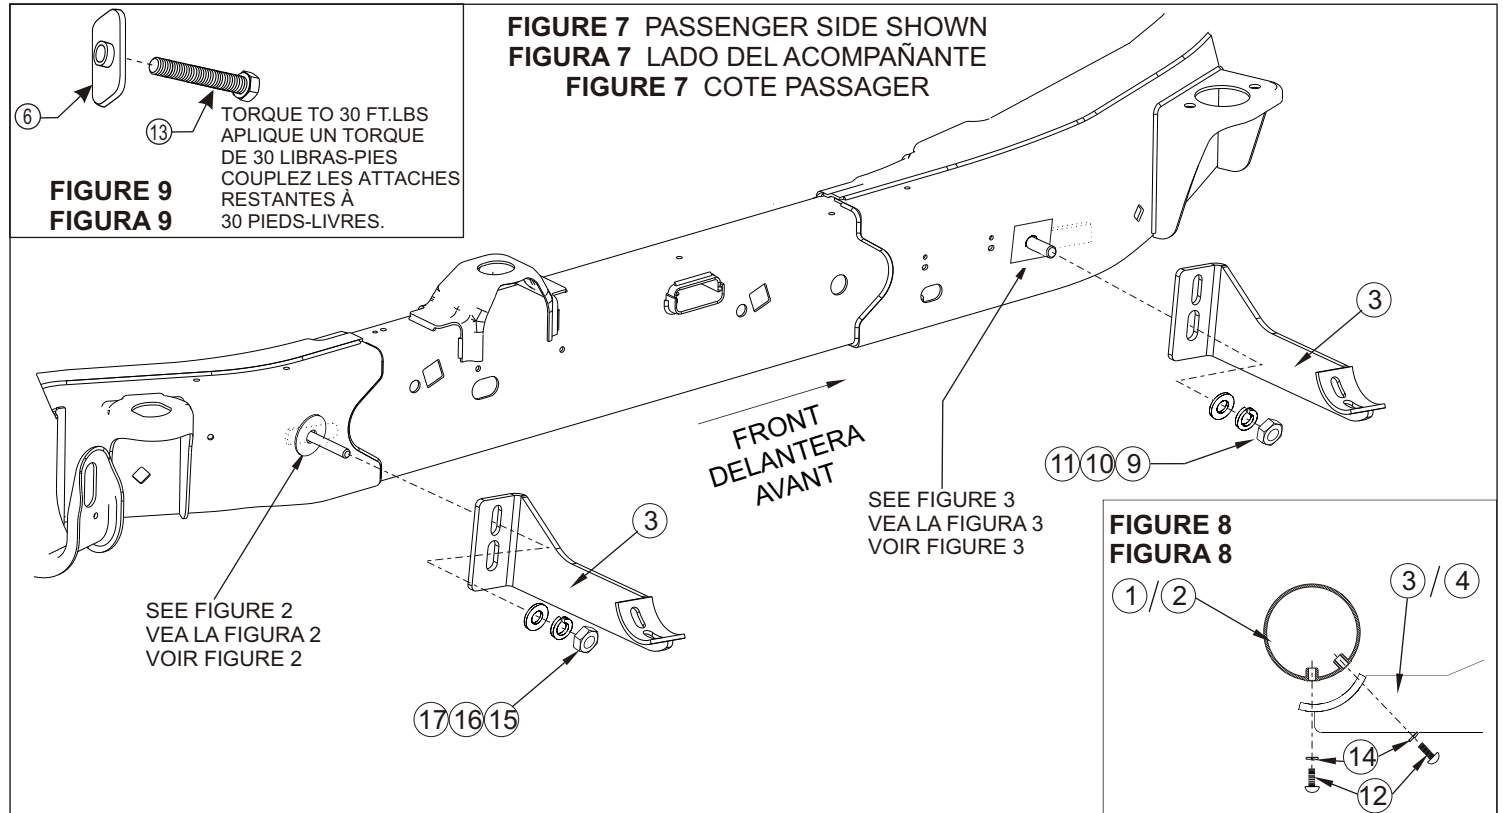 FIGURE 7 PASSENGER SIDE SHOWN
FIGURA 7 LADO DEL ACOMPAÑANTE
FIGURE 7 COTE PASSAGER
6
13
TORQUE TO 30 FT.LBS
APLIQUE UN TORQUE
DE 30 LIBRAS-PIES
COUPLEZ LES ATTACHES
RESTANTES À
30 PIEDS-LIVRES.
FIGURE 9
FIGURA 9
3
FRONT
DELANTERA
AVANT
11 10 9
SEE FIGURE 3
VEA LA FIGURA 3
VOIR FIGURE 3
3
SEE FIGURE 2
VEA LA FIGURA 2
VOIR FIGURE 2
17 16 15
FIGURE 8
FIGURA 8
1 / 2
3 / 4
14
12